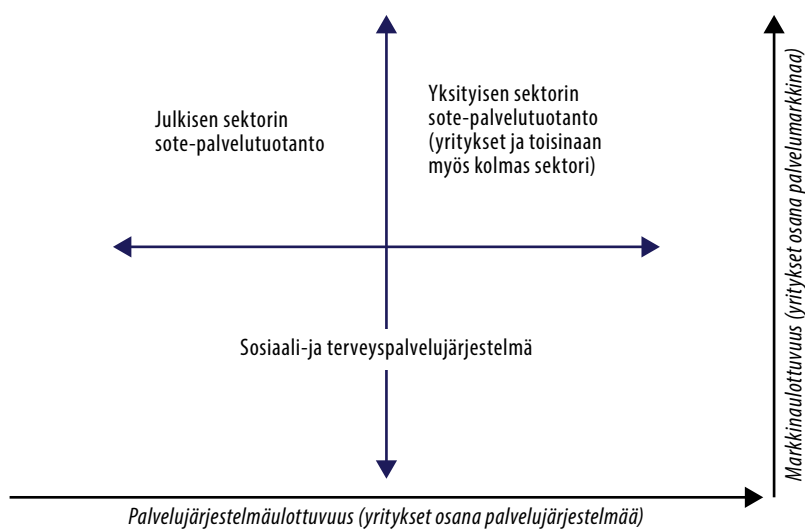 Julkisen sektorin
sote-palvelutuotanto
Yksityisen sektorin
sote-palvelutuotanto
(yritykset ja toisinaan
myös kolmas sektori)
Sosiaali-ja terveyspalvelujärjestelmä
Palvelujärjestelmäulottuvuus (yritykset osana palvelujärjestelmää)
Markkinaulottuvuus (yritykset osana palvelumarkkinaa)